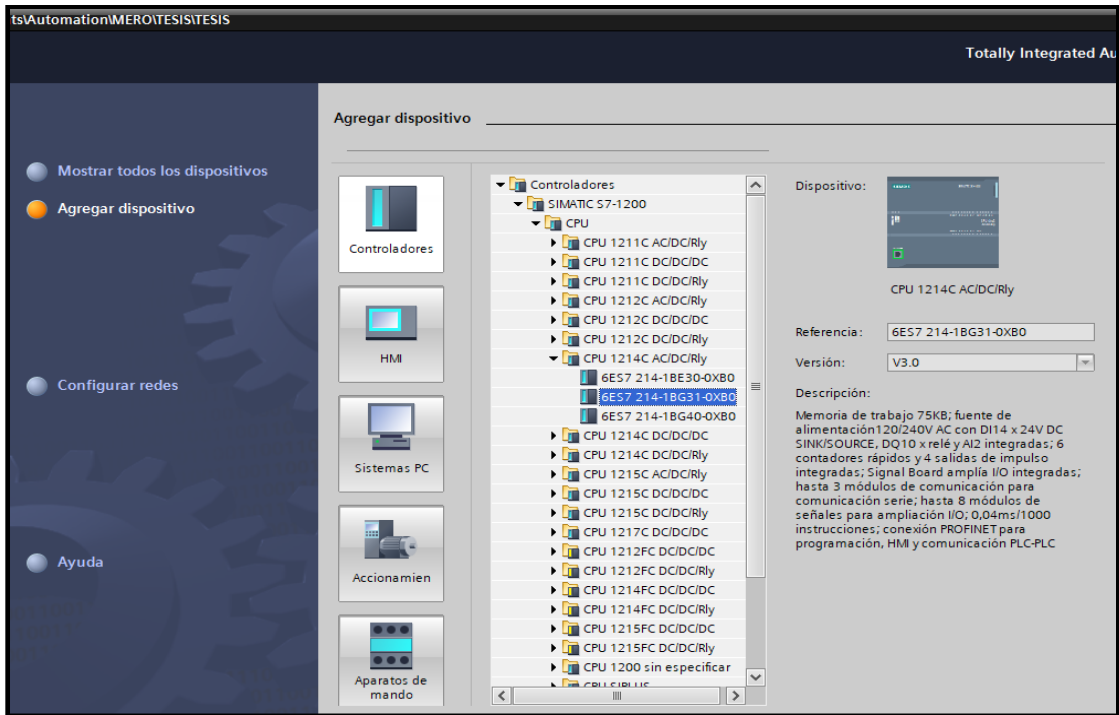 ts\Automation\MERO\TESIS\TESIS
Totally Integrated Au
Mostrar todos los dispositivos
Agregar dispositivo
Configurar redes
Ayuda
Agregar dispositivo
Controladores
HMI
Sistemas PC
Accionamien
Aparatos de
mando
Controladores
SIMATIC S7-1200
CPU
CPU 1211C AC/DC/Rly
CPU 1211C DC/DC/DC
CPU 1211C DC/DC/Rly
CPU 1212C AC/DC/Rly
CPU 1212C DC/DC/DC
CPU 1212C DC/DC/Rly
CPU 1214C AC/DC/Rly
6ES7 214-1BE30-0XB0
6ES7 214-1BG31-0XB0
6ES7 214-1BG40-0XB0
CPU 1214C DC/DC/DC
CPU 1214C DC/DC/Rly
CPU 1215C AC/DC/Rly
CPU 1215C DC/DC/DC
CPU 1215C DC/DC/Rly
CPU 1217C DC/DC/DC
CPU 1212FC DC/DC/DC
CPU 1212FC DC/DC/Rly
CPU 1214FC DC/DC/DC
CPU 1214FC DC/DC/Rly
CPU 1215FC DC/DC/DC
CPU 1215FC DC/DC/Rly
CPU 1200 sin especificar
CPU SIPLUS
Dispositivo:
CPU 1214C AC/DC/Rly
Referencia: 6ES7 214-1BG31-0XB0
Versión: V3.0
Descripción:
Memoria de trabajo 75KB; fuente de
alimentación120/240V AC con DI14 x 24V DC
SINK/SOURCE, DQ10 x relé y AI2 integradas; 6
contadores rápidos y 4 salidas de impulso
integradas; Signal Board amplía I/O integradas;
hasta 3 módulos de comunicación para
comunicación serie; hasta 8 módulos de
señales para ampliación I/O; 0,04ms/1000
instrucciones; conexión PROFINET para
programación, HMI y comunicación PLC-PLC